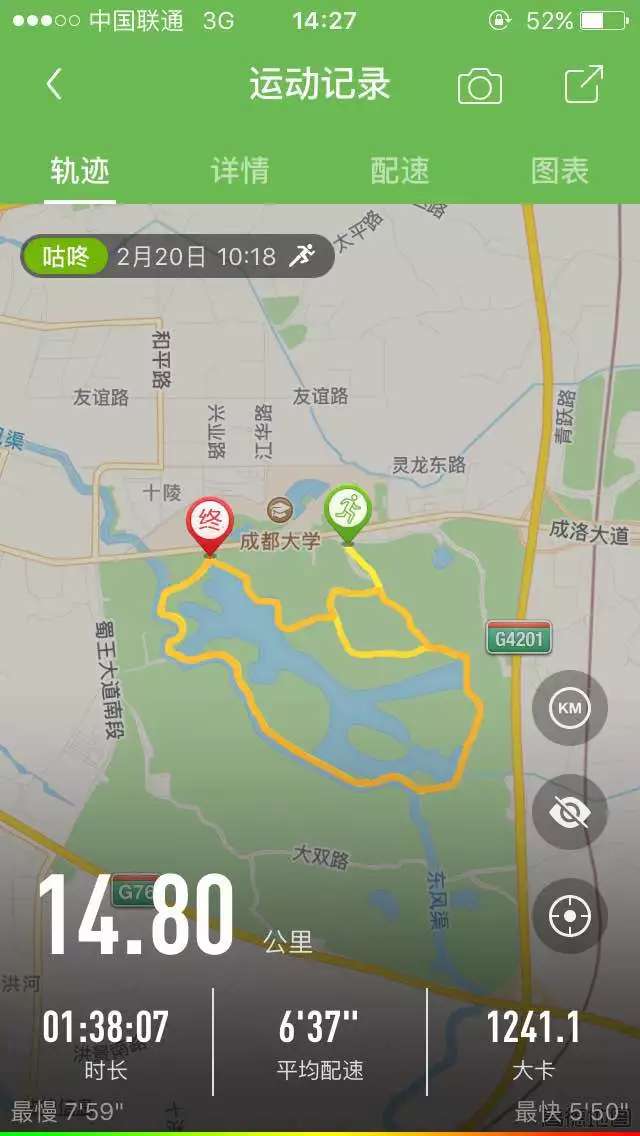 中国联通 3G 14:27 52%
运动记录
轨迹 详情 配速 图表
咕咚 2月20日 10:18
太平路
和平路
友谊路
兴业路
江华路
友谊路
青跃路
灵龙东路
十陵
终
成都大学
成洛大道
蜀王大道南段
G4201
KM
大双路
东风渠
G76
14.80 公里
洪河
01:38:07 6'37" 1241.1
时长 平均配速 大卡
最慢 7'59" 最快 5'50"